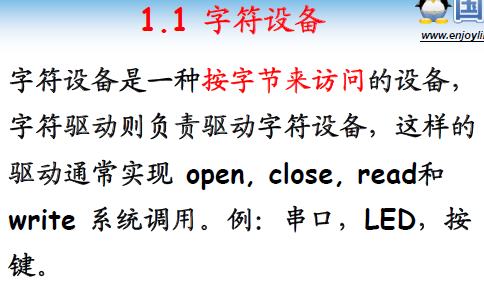 1.1 字符设备
国
www.enjoyli
字符设备是一种按字节来访问的设备，
字符驱动则负责驱动字符设备，这样的
驱动通常实现 open, close, read和
write 系统调用。例：串口，LED，按
键。